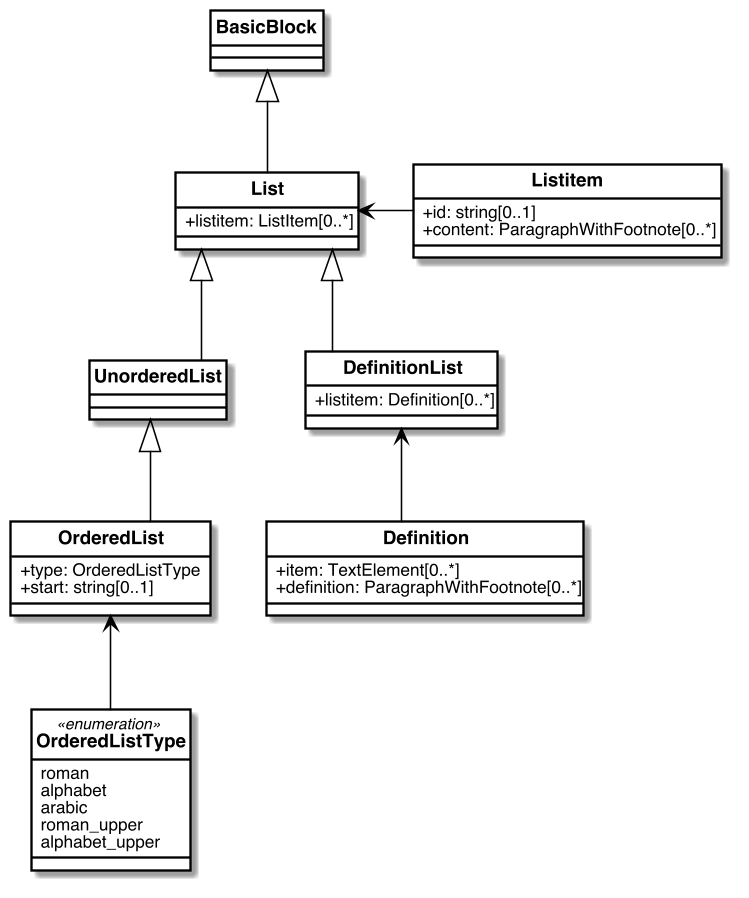 BasicBlock
List
+listitem: ListItem[0..*]
Listitem
+id: string[0..1]
+content: ParagraphWithFootnote[0..*]
UnorderedList
DefinitionList
+listitem: Definition[0..*]
OrderedList
+type: OrderedListType
+start: string[0..1]
Definition
+item: TextElement[0..*]
+definition: ParagraphWithFootnote[0..*]
«enumeration»
OrderedListType
roman
alphabet
arabic
roman_upper
alphabet_upper